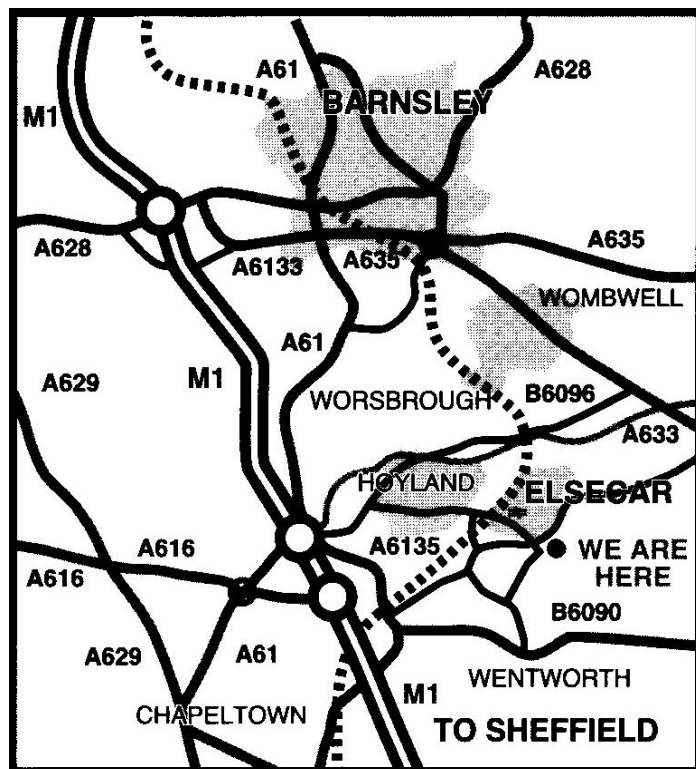 A61
A628
BARNSLEY
M1
A628
A6133
A635
A635
WOMBWELL
A61
M1
A629
WORSBROUGH
B6096
A633
HOYLAND
ELSECAR
A616
A6135
WE ARE
HERE
A616
B6090
A629
A61
WENTWORTH
M1
CHAPELTOWN
TO SHEFFIELD